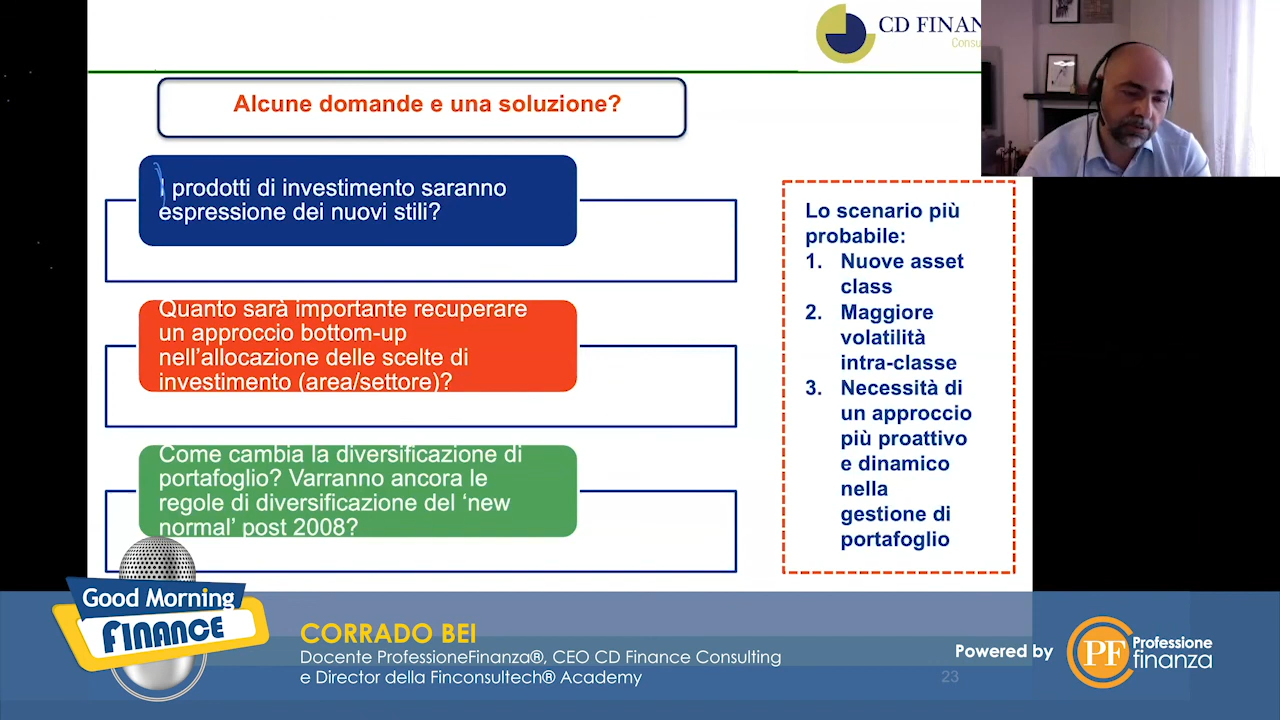 CD FINAN
Consu
Alcune domande e una soluzione?
I prodotti di investimento saranno
espressione dei nuovi stili?
Quanto sarà importante recuperare
un approccio bottom-up
nell’allocazione delle scelte di
investimento (area/settore)?
Come cambia la diversificazione di
portafoglio? Varranno ancora le
regole di diversificazione del ‘new
normal’ post 2008?
Lo scenario più
probabile:
1. Nuove asset
class
2. Maggiore
volatilità
intra-classe
3. Necessità di
un approccio
più proattivo
e dinamico
nella
gestione di
portafoglio
Good Morning
FINANCE
CORRADO BEI
Docente ProfessioneFinanza®, CEO CD Finance Consulting
e Director della Finconsultech® Academy
23
Powered by
PF
Professione
finanza